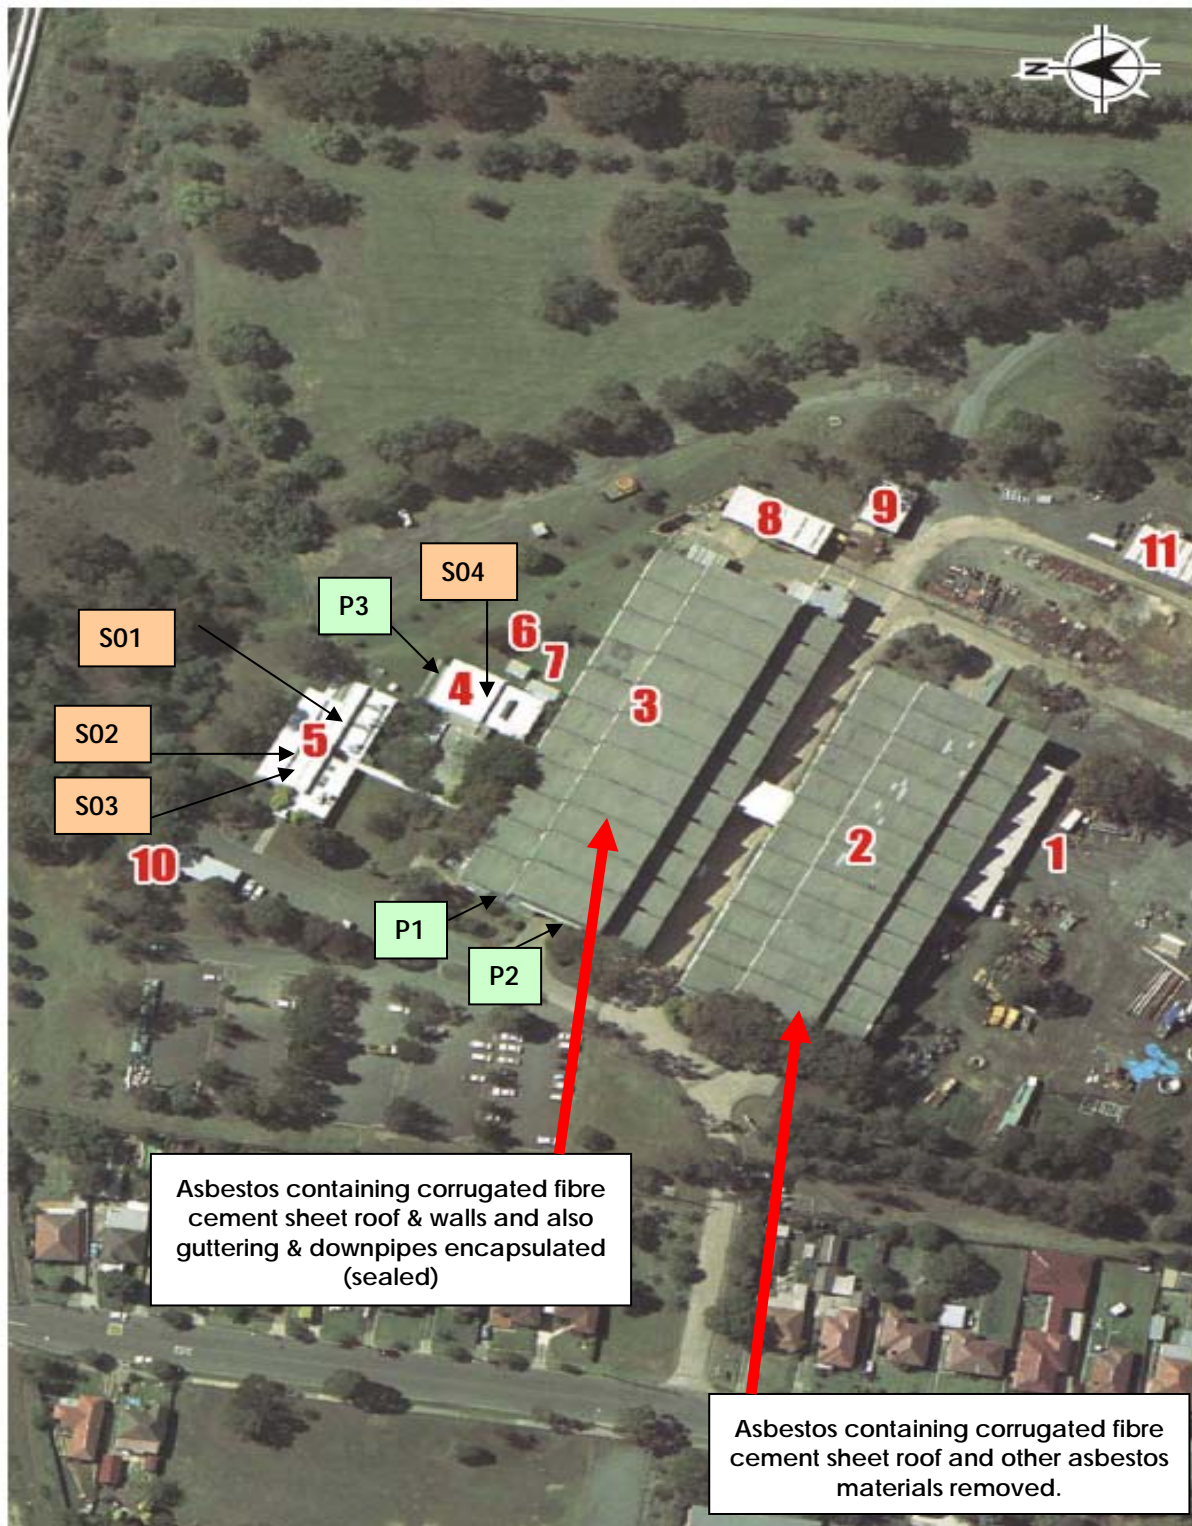 N
8
9
11
S04
P3
6
S01
7
4
3
S02
5
S03
2
1
10
P1
P2
Asbestos containing corrugated fibre
cement sheet roof & walls and also
guttering & downpipes encapsulated
(sealed)
Asbestos containing corrugated fibre
cement sheet roof and other asbestos
materials removed.